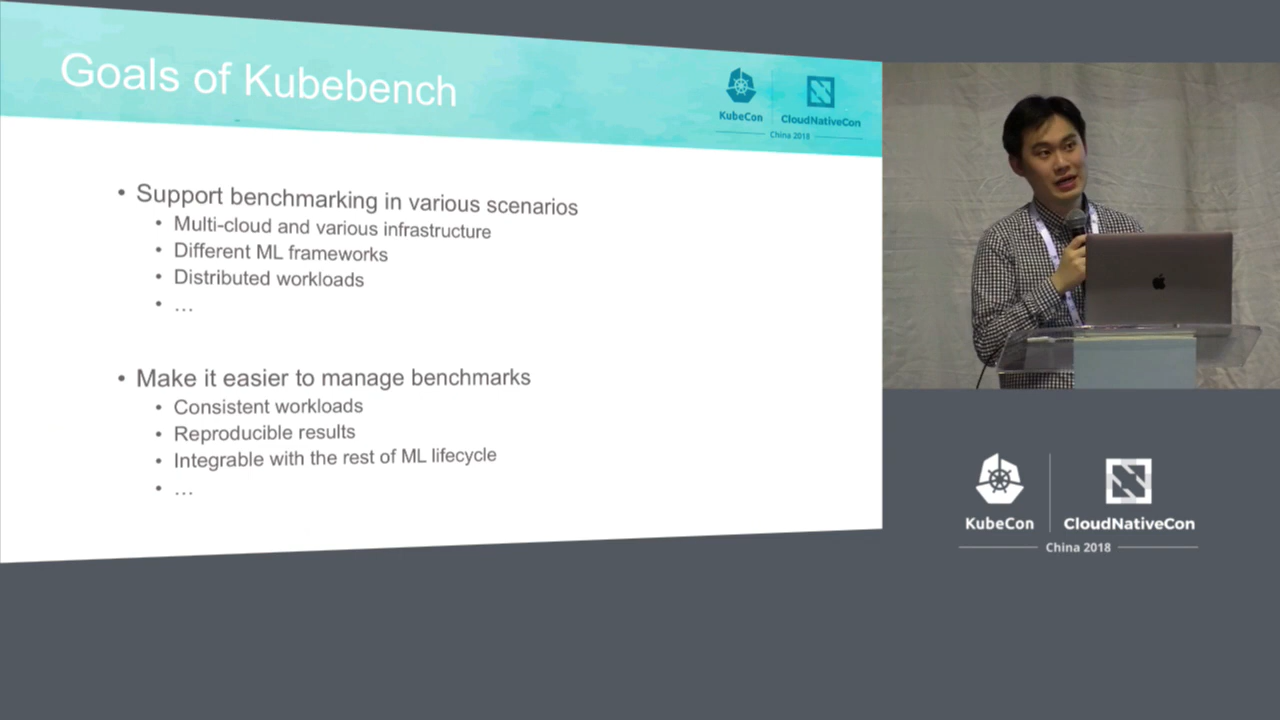 Goals of Kubebench
KubeCon
CloudNativeCon
China 2018
• Support benchmarking in various scenarios
• Multi-cloud and various infrastructure
• Different ML frameworks
• Distributed workloads
• ...
• Make it easier to manage benchmarks
• Consistent workloads
• Reproducible results
• Integrable with the rest of ML lifecycle
• ...
KubeCon
CloudNativeCon
China 2018